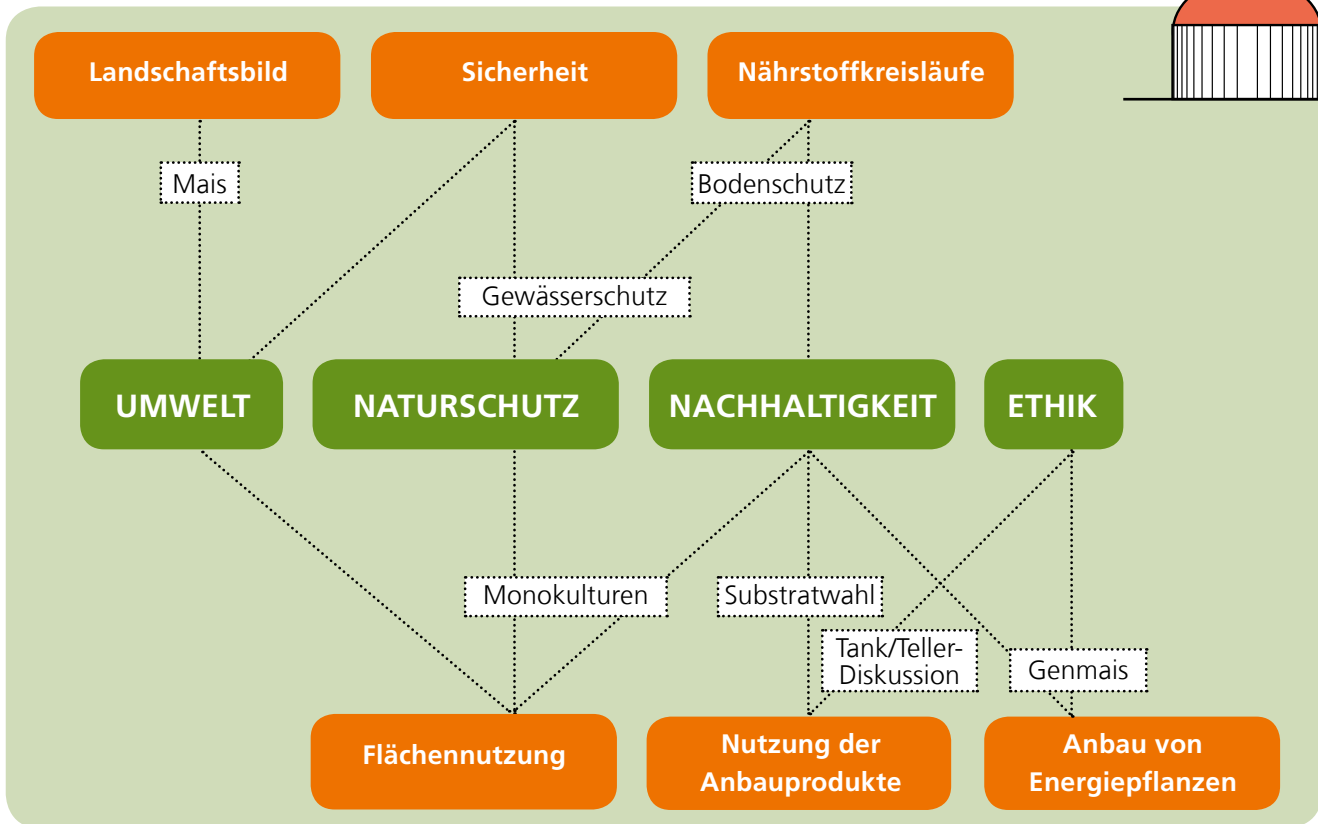 Landschaftsbild
Sicherheit
Nährstoffkreisläufe
Mais
Bodenschutz
Gewässerschutz
UMWELT
NATURSCHUTZ
NACHHALTIGKEIT
ETHIK
Monokulturen
Substratwahl
Tank/Teller-
Diskussion
Genmais
Flächennutzung
Nutzung der
Anbauprodukte
Anbau von
Energiepflanzen